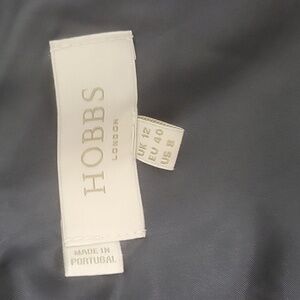 HOBBS
LONDON
UK 12
EU 40
US 8
MADE IN
PORTUGAL